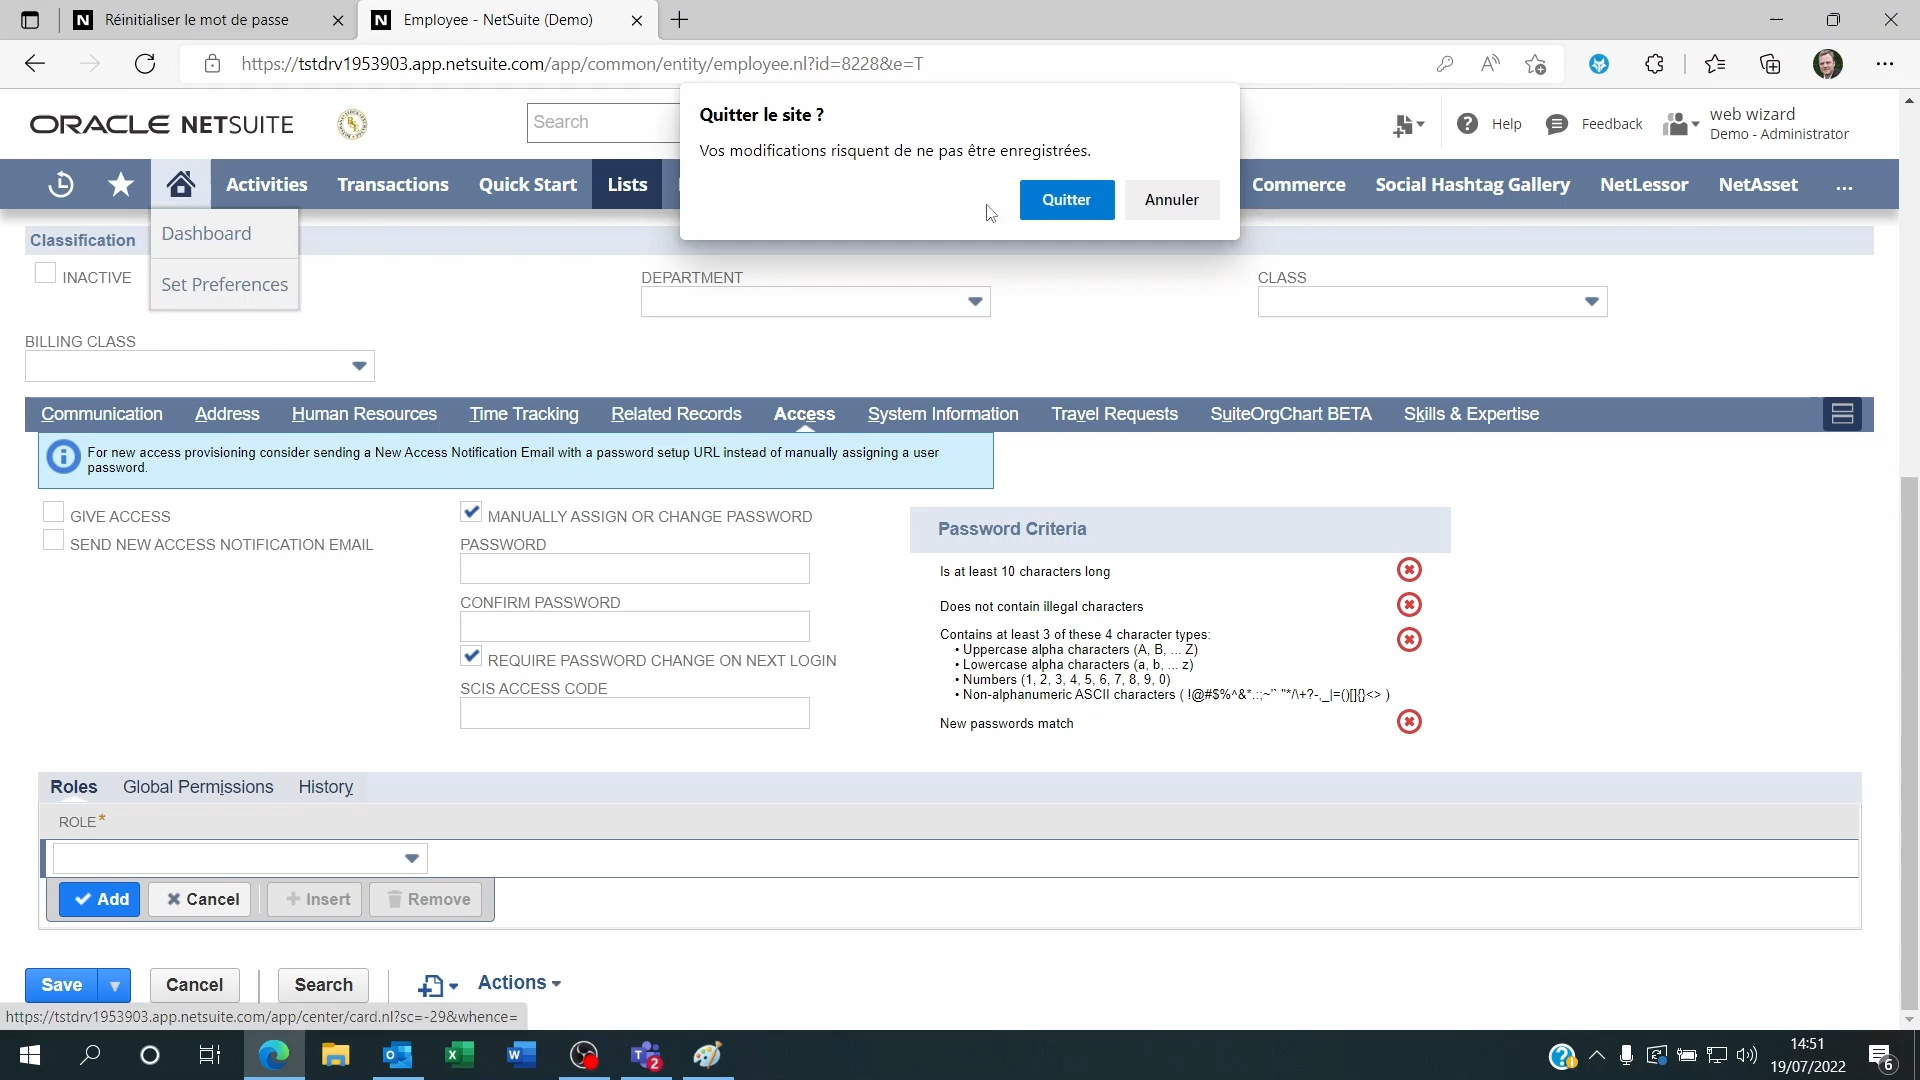 Réinitialiser le mot de passe
Employee - NetSuite (Demo)
https://tstdrv1953903.app.netsuite.com/app/common/entity/employee.nl?id=8228&e=T
Quitter le site ?
Vos modifications risquent de ne pas être enregistrées.
Quitter
Annuler
ORACLE NETSUITE
Search
Help
Feedback
web wizard
Demo - Administrator
Activities
Transactions
Quick Start
Lists
Commerce
Social Hashtag Gallery
NetLessor
NetAsset
...
Dashboard
Set Preferences
Classification
INACTIVE
DEPARTMENT
CLASS
BILLING CLASS
Communication
Address
Human Resources
Time Tracking
Related Records
Access
System Information
Travel Requests
SuiteOrgChart BETA
Skills & Expertise
For new access provisioning consider sending a New Access Notification Email with a password setup URL instead of manually assigning a user
password.
GIVE ACCESS
SEND NEW ACCESS NOTIFICATION EMAIL
MANUALLY ASSIGN OR CHANGE PASSWORD
PASSWORD
CONFIRM PASSWORD
REQUIRE PASSWORD CHANGE ON NEXT LOGIN
SCIS ACCESS CODE
Password Criteria
Is at least 10 characters long
Does not contain illegal characters
Contains at least 3 of these 4 character types:
• Uppercase alpha characters (A, B, ... Z)
• Lowercase alpha characters (a, b, ... z)
• Numbers (1, 2, 3, 4, 5, 6, 7, 8, 9, 0)
• Non-alphanumeric ASCII characters
New passwords match
Roles
Global Permissions
History
ROLE *
Add
Cancel
Insert
Remove
Save
Cancel
Search
Actions
https://tstdrv1953903.app.netsuite.com/app/center/card.nl?sc=-29&whence=
2
14:51
19/07/2022
6